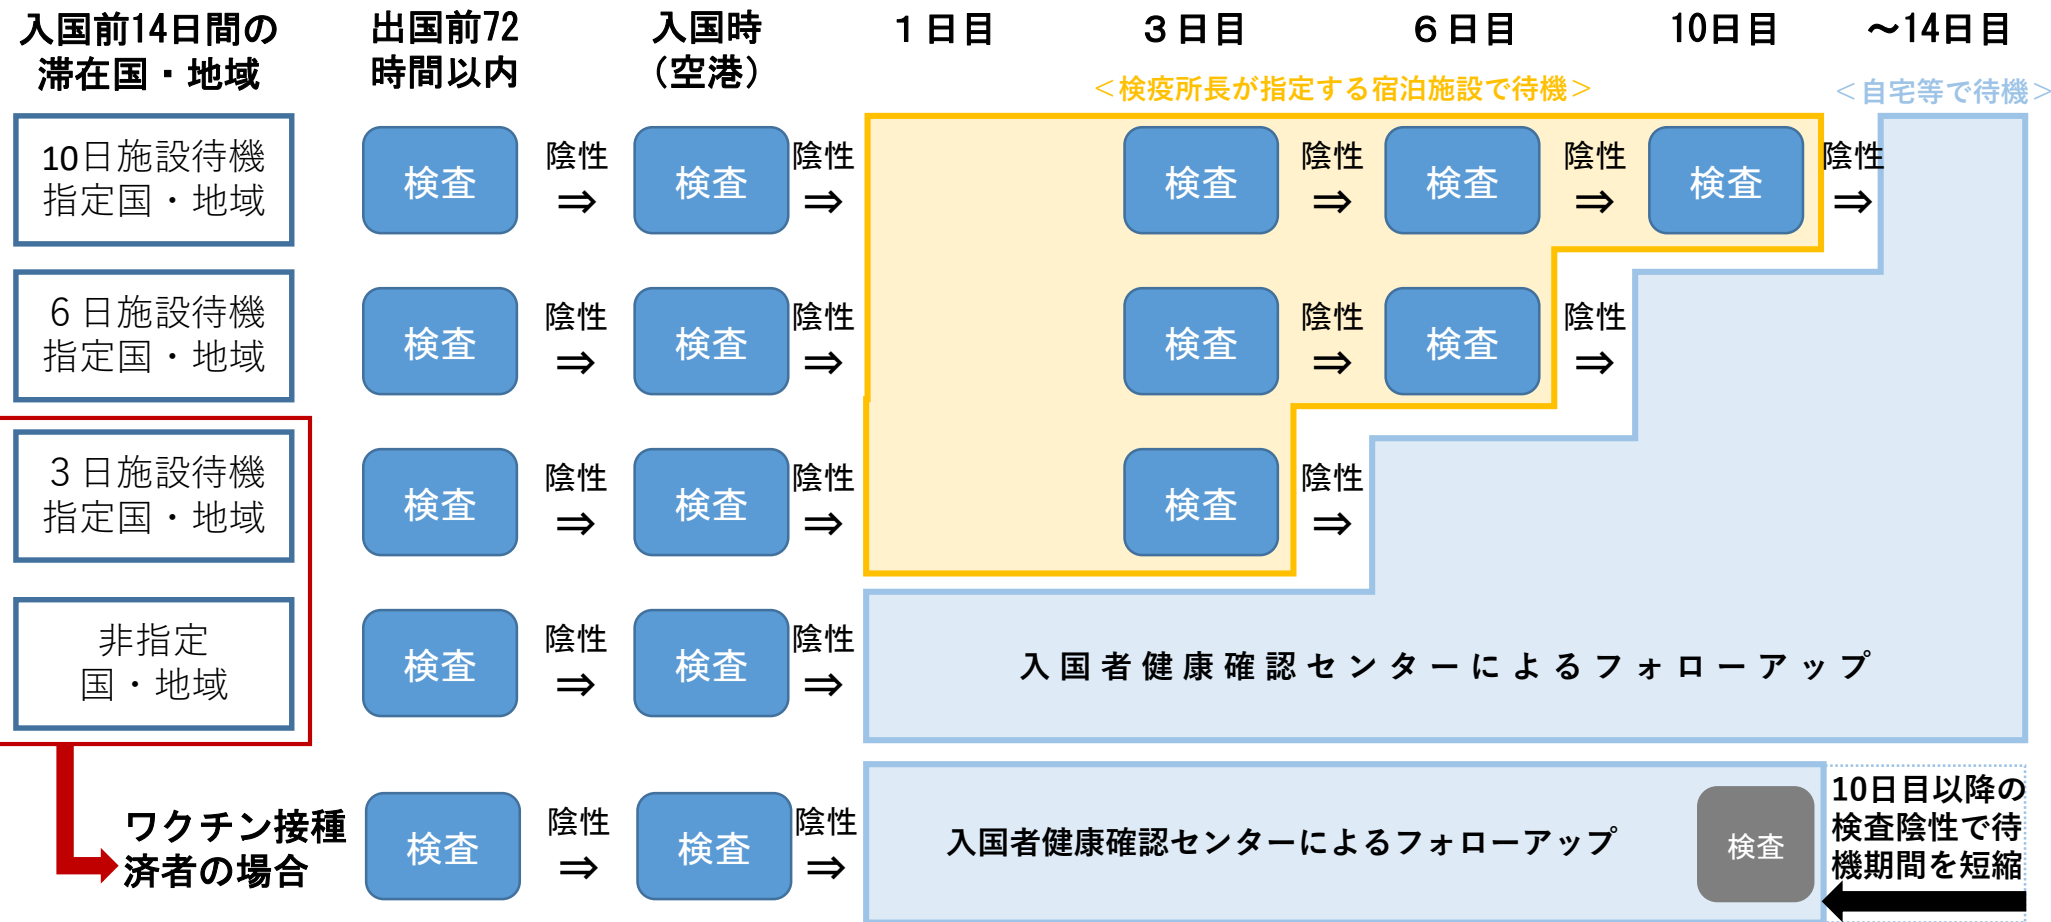 入国前14日間の
滞在国・地域
出国前72
時間以内
入国時
（空港）
１日目
３日目
６日目
10日目
～14日目
＜検疫所長が指定する宿泊施設で待機＞
＜自宅等で待機＞
10日施設待機
指定国・地域
検査
陰性
⇒
検査
陰性
⇒
検査
陰性
⇒
検査
陰性
⇒
検査
陰性
⇒
６日施設待機
指定国・地域
検査
陰性
⇒
検査
陰性
⇒
検査
陰性
⇒
検査
陰性
⇒
３日施設待機
指定国・地域
検査
陰性
⇒
検査
陰性
⇒
検査
陰性
⇒
非指定
国・地域
検査
陰性
⇒
検査
陰性
⇒
入国者健康確認センターによるフォローアップ
ワクチン接種
済者の場合
検査
陰性
⇒
検査
陰性
⇒
入国者健康確認センターによるフォローアップ
検査
10日目以降の
検査陰性で待
機期間を短縮